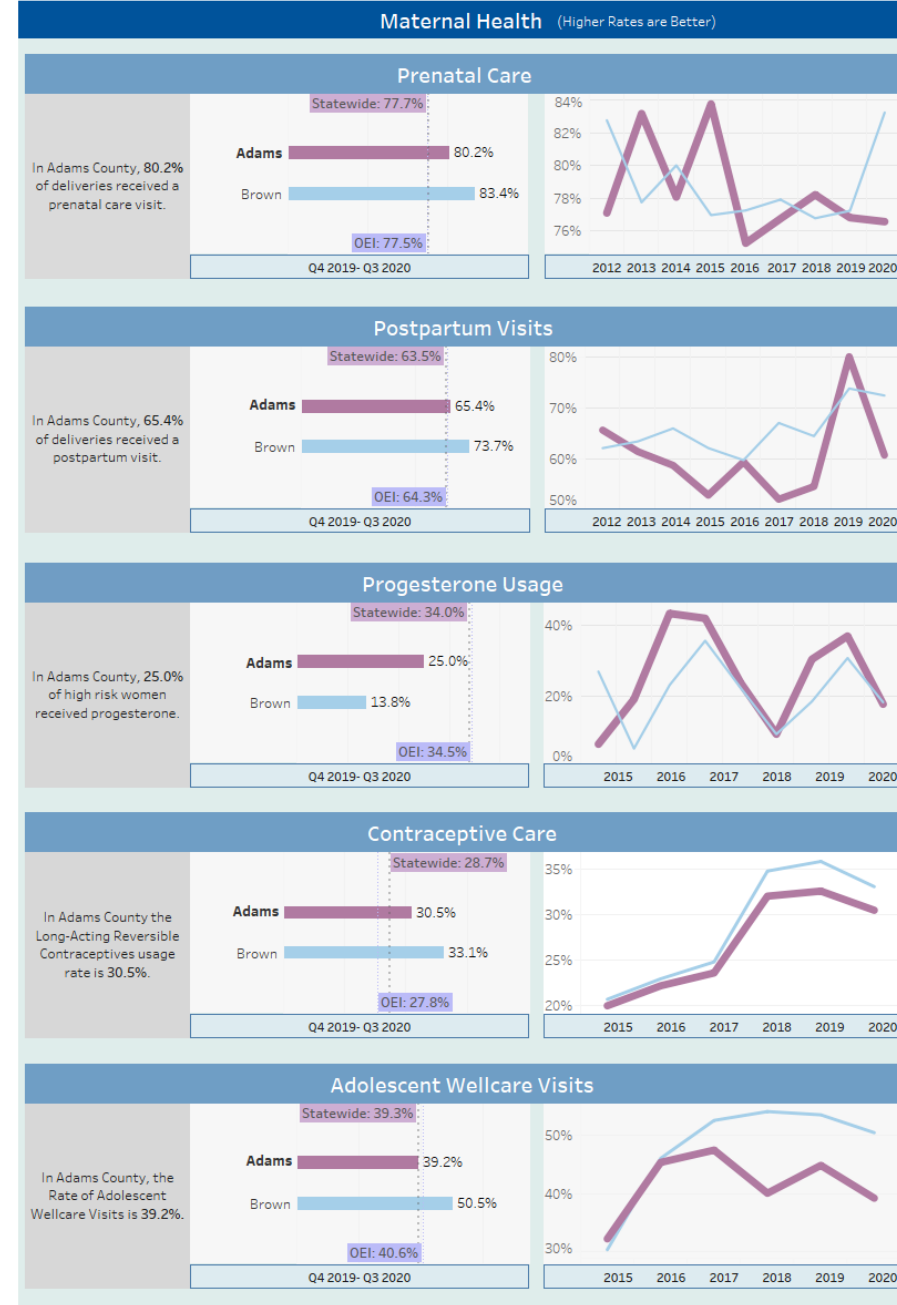 Maternal Health (Higher Rates are Better)
Prenatal Care
In Adams County, 80.2%
of deliveries received a
prenatal care visit.
Statewide: 77.7%
Adams 80.2%
Brown 83.4%
OEI: 77.5%
Q4 2019- Q3 2020
84%
82%
80%
78%
76%
2012 2013 2014 2015 2016 2017 2018 2019 2020
Postpartum Visits
In Adams County, 65.4%
of deliveries received a
postpartum visit.
Statewide: 63.5%
Adams 65.4%
Brown 73.7%
OEI: 64.3%
Q4 2019- Q3 2020
80%
70%
60%
50%
2012 2013 2014 2015 2016 2017 2018 2019 2020
Progesterone Usage
In Adams County, 25.0%
of high risk women
received progesterone.
Statewide: 34.0%
Adams 25.0%
Brown 13.8%
OEI: 34.5%
Q4 2019- Q3 2020
40%
20%
0%
2015 2016 2017 2018 2019 2020
Contraceptive Care
In Adams County the
Long-Acting Reversible
Contraceptives usage
rate is 30.5%.
Statewide: 28.7%
Adams 30.5%
Brown 33.1%
OEI: 27.8%
Q4 2019- Q3 2020
35%
30%
25%
20%
2015 2016 2017 2018 2019 2020
Adolescent Wellcare Visits
In Adams County, the
Rate of Adolescent
Wellcare Visits is 39.2%.
Statewide: 39.3%
Adams 39.2%
Brown 50.5%
OEI: 40.6%
Q4 2019- Q3 2020
50%
40%
30%
2015 2016 2017 2018 2019 2020